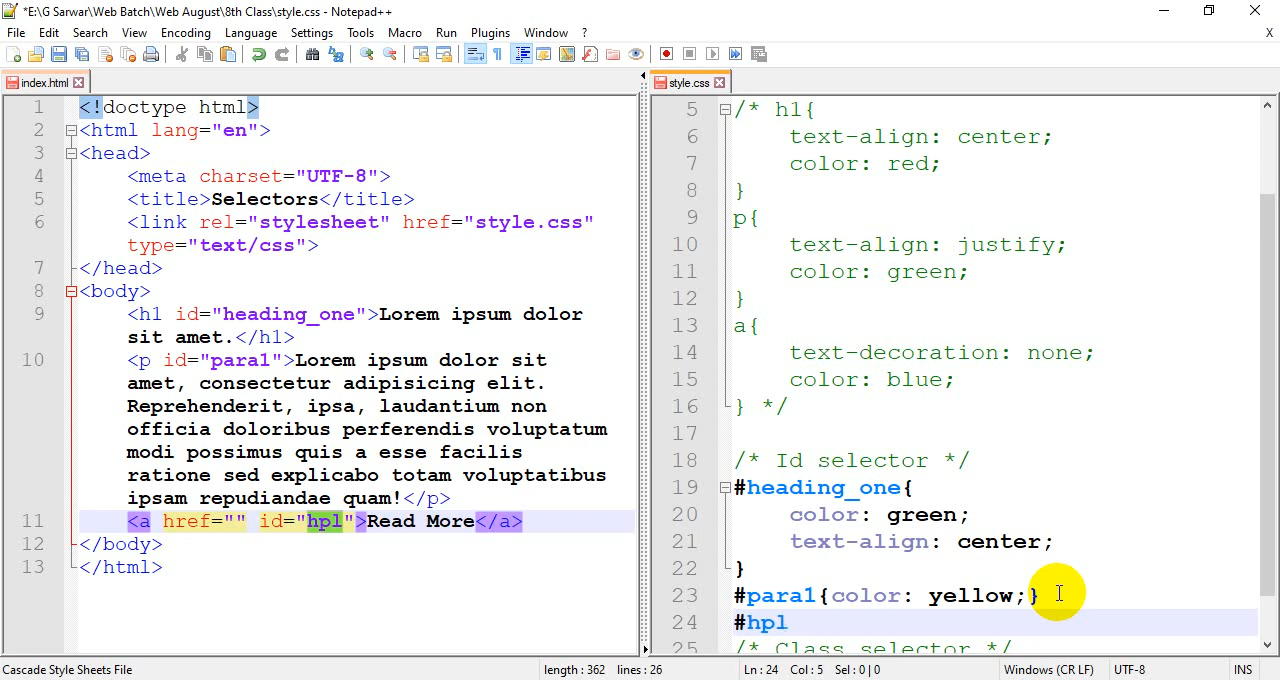 *E:\G Sarwar\Web Batch\Web August\8th Class\style.css - Notepad++
File Edit Search View Encoding Language Settings Tools Macro Run Plugins Window ? X
index.html
1 <!doctype html>
2 <html lang="en">
3 <head>
4 <meta charset="UTF-8">
5 <title>Selectors</title>
6 <link rel="stylesheet" href="style.css"
type="text/css">
7 </head>
8 <body>
9 <h1 id="heading_one">Lorem ipsum dolor
sit amet.</h1>
10 <p id="para1">Lorem ipsum dolor sit
amet, consectetur adipisicing elit.
Reprehenderit, ipsa, laudantium non
officia doloribus perferendis voluptatum
modi possimus quis a esse facilis
ratione sed explicabo totam voluptatibus
ipsam repudiandae quam!</p>
11 <a href="" id="hpl">Read More</a>
12 </body>
13 </html>
style.css
5 /* h1{
6 text-align: center;
7 color: red;
8 }
9 p{
10 text-align: justify;
11 color: green;
12 }
13 a{
14 text-decoration: none;
15 color: blue;
16 } */
17
18 /* Id selector */
19 #heading_one{
20 color: green;
21 text-align: center;
22 }
23 #para1{color: yellow;}
24 #hpl
25 /* Class selector */
Cascade Style Sheets File length : 362 lines : 26 Ln : 24 Col : 5 Sel : 0 | 0 Windows (CR LF) UTF-8 INS